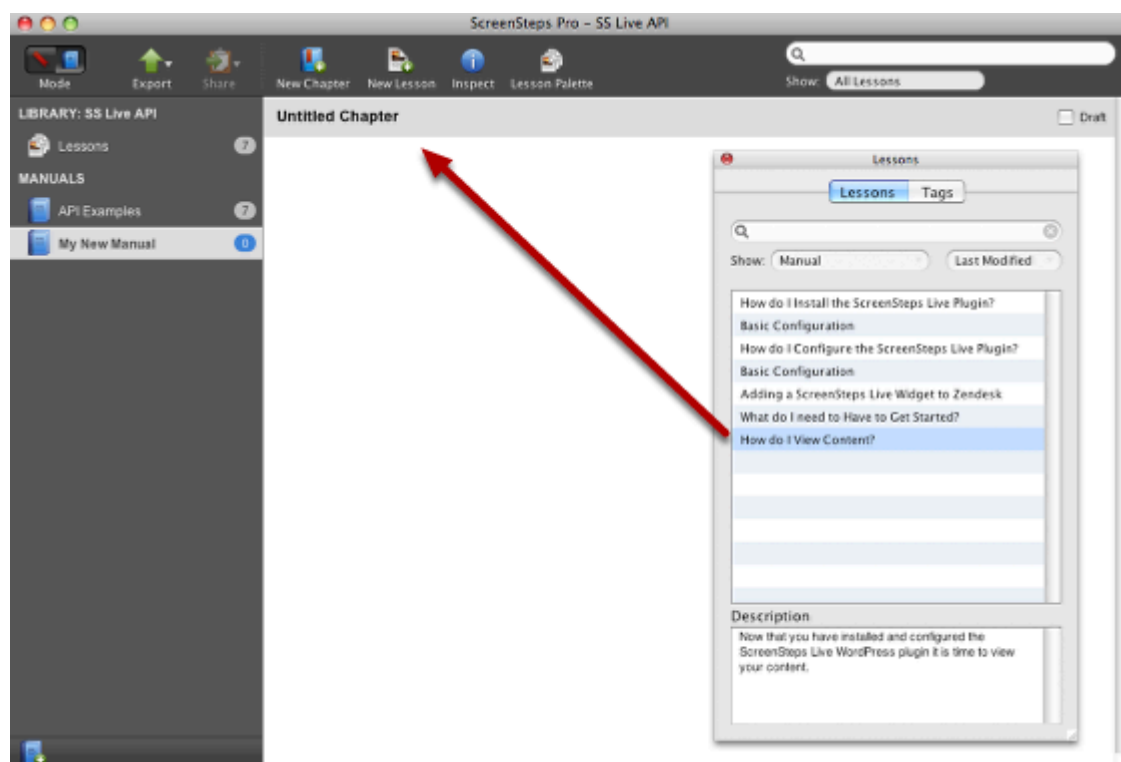 ScreenSteps Pro – SS Live API
Mode
Export
Share
New Chapter
New Lesson
Inspect
Lesson Palette
Show: All Lessons
LIBRARY: SS Live API
Lessons 7
MANUALS
API Examples 7
My New Manual 0
Untitled Chapter
Draft
Lessons
Lessons Tags
Show: Manual Last Modified
How do I Install the ScreenSteps Live Plugin?
Basic Configuration
How do I Configure the ScreenSteps Live Plugin?
Basic Configuration
Adding a ScreenSteps Live Widget to Zendesk
What do I need to Have to Get Started?
How do I View Content?
Description
Now that you have installed and configured the
ScreenSteps Live WordPress plugin it is time to view
your content.